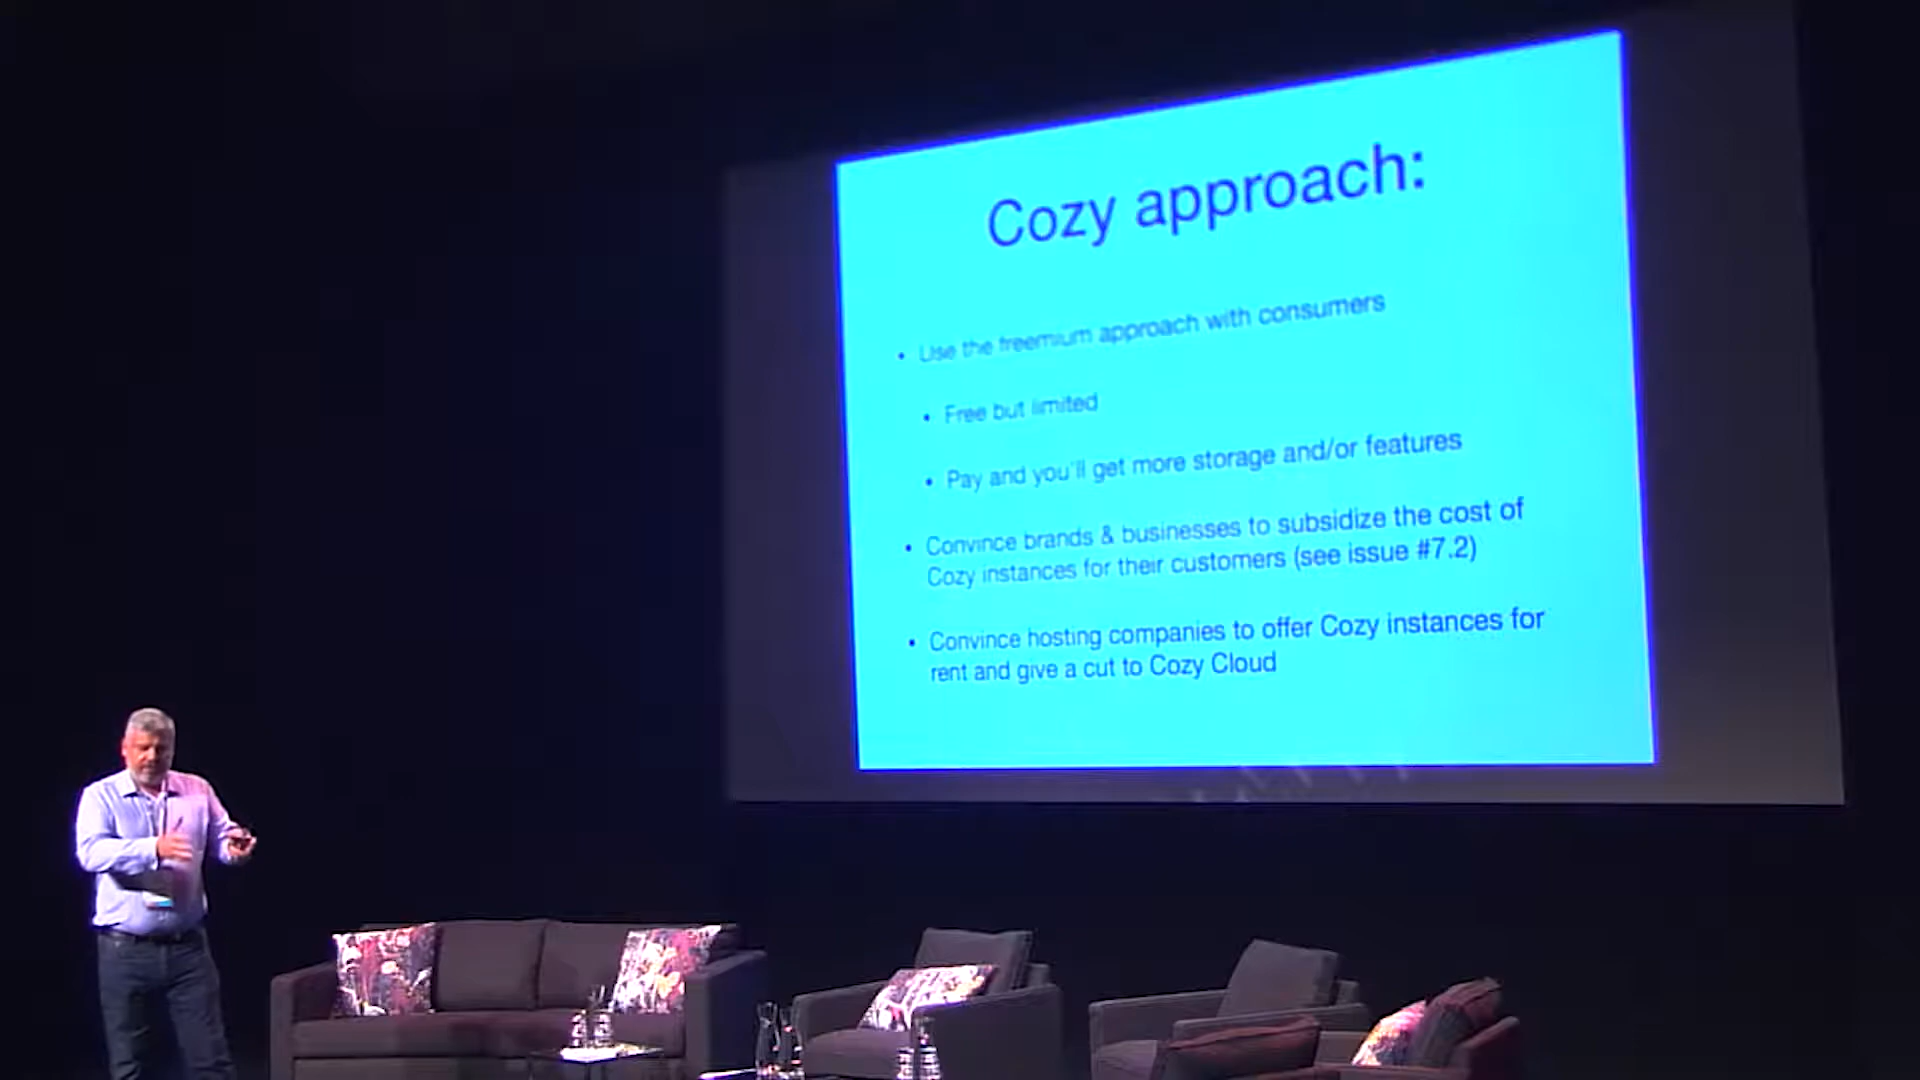 Cozy approach:
• Use the freemium approach with consumers
• Free but limited
• Pay and you'll get more storage and/or features
• Convince brands & businesses to subsidize the cost of
Cozy instances for their customers (see issue #7.2)
• Convince hosting companies to offer Cozy instances for
rent and give a cut to Cozy Cloud